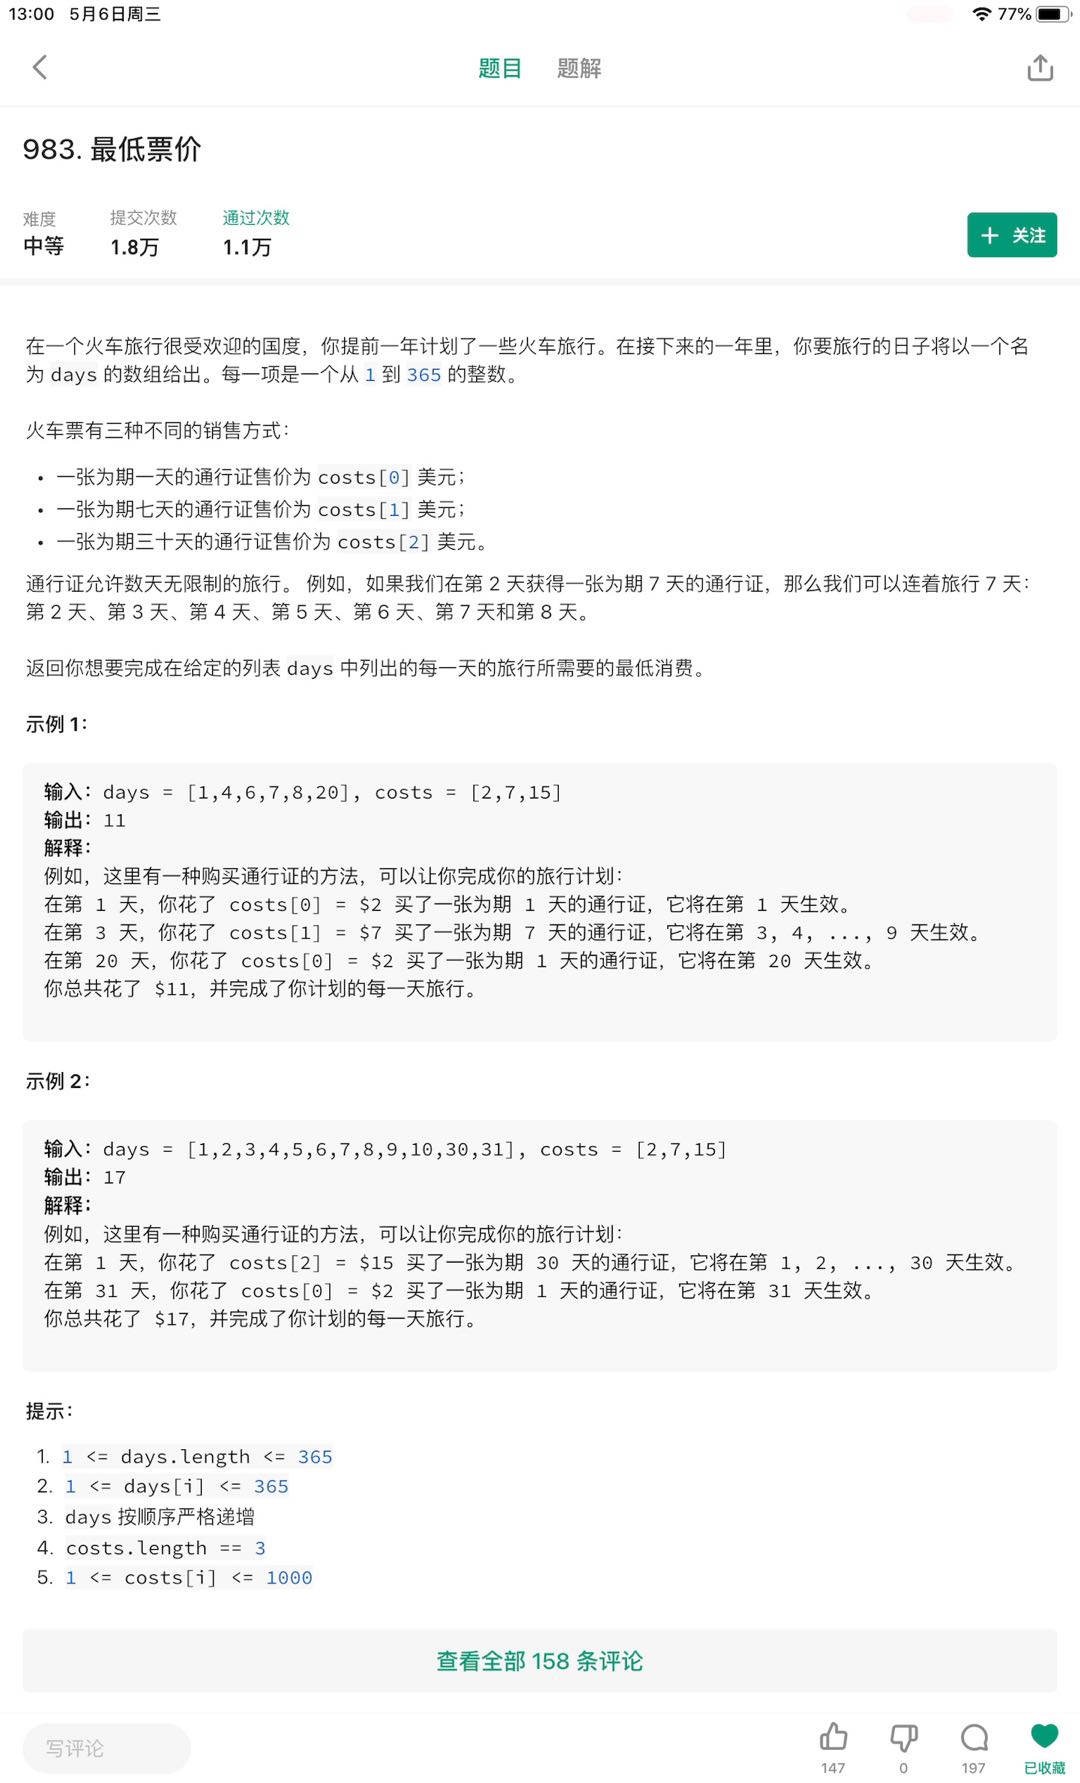 13:00 5月6日周三
77%
题目 题解
983. 最低票价
难度 提交次数 通过次数
中等 1.8万 1.1万
+ 关注
在一个火车旅行很受欢迎的国度，你提前一年计划了一些火车旅行。在接下来的一年里，你要旅行的日子将以一个名
为 days 的数组给出。每一项是一个从 1 到 365 的整数。
火车票有三种不同的销售方式：
• 一张为期一天的通行证售价为 costs[0] 美元；
• 一张为期七天的通行证售价为 costs[1] 美元；
• 一张为期三十天的通行证售价为 costs[2] 美元。
通行证允许数天无限制的旅行。 例如，如果我们在第 2 天获得一张为期 7 天的通行证，那么我们可以连着旅行 7 天：
第 2 天、第 3 天、第 4 天、第 5 天、第 6 天、第 7 天和第 8 天。
返回你想要完成在给定的列表 days 中列出的每一天的旅行所需要的最低消费。
示例 1：
输入：days = [1,4,6,7,8,20], costs = [2,7,15]
输出：11
解释：
例如，这里有一种购买通行证的方法，可以让你完成你的旅行计划：
在第 1 天，你花了 costs[0] = $2 买了一张为期 1 天的通行证，它将在第 1 天生效。
在第 3 天，你花了 costs[1] = $7 买了一张为期 7 天的通行证，它将在第 3, 4, ..., 9 天生效。
在第 20 天，你花了 costs[0] = $2 买了一张为期 1 天的通行证，它将在第 20 天生效。
你总共花了 $11，并完成了你计划的每一天旅行。
示例 2：
输入：days = [1,2,3,4,5,6,7,8,9,10,30,31], costs = [2,7,15]
输出：17
解释：
例如，这里有一种购买通行证的方法，可以让你完成你的旅行计划：
在第 1 天，你花了 costs[2] = $15 买了一张为期 30 天的通行证，它将在第 1, 2, ..., 30 天生效。
在第 31 天，你花了 costs[0] = $2 买了一张为期 1 天的通行证，它将在第 31 天生效。
你总共花了 $17，并完成了你计划的每一天旅行。
提示：
1. 1 <= days.length <= 365
2. 1 <= days[i] <= 365
3. days 按顺序严格递增
4. costs.length == 3
5. 1 <= costs[i] <= 1000
查看全部 158 条评论
写评论
147 0 197 已收藏